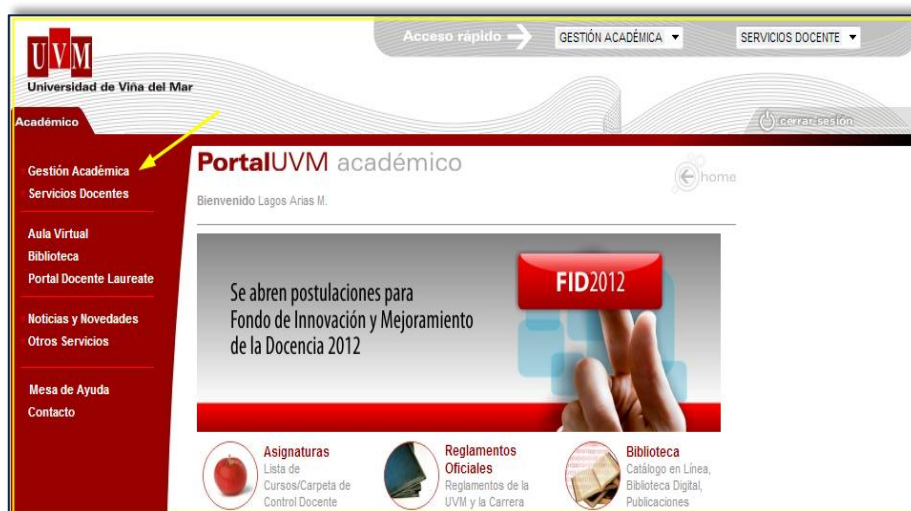 Acceso rápido
GESTIÓN ACADÉMICA
SERVICIOS DOCENTE
UVM
Universidad de Viña del Mar
Académico
cerrar sesión
Gestión Académica
Servicios Docentes
Aula Virtual
Biblioteca
Portal Docente Laureate
Noticias y Novedades
Otros Servicios
Mesa de Ayuda
Contacto
PortalUVM académico
home
Bienvenido Lagos Arias M.
Se abren postulaciones para
Fondo de Innovación y Mejoramiento
de la Docencia 2012
FID2012
Asignaturas
Lista de
Cursos/Carpeta de
Control Docente
Reglamentos
Oficiales
Reglamentos de la
UVM y la Carrera
Biblioteca
Catálogo en Línea,
Biblioteca Digital,
Publicaciones